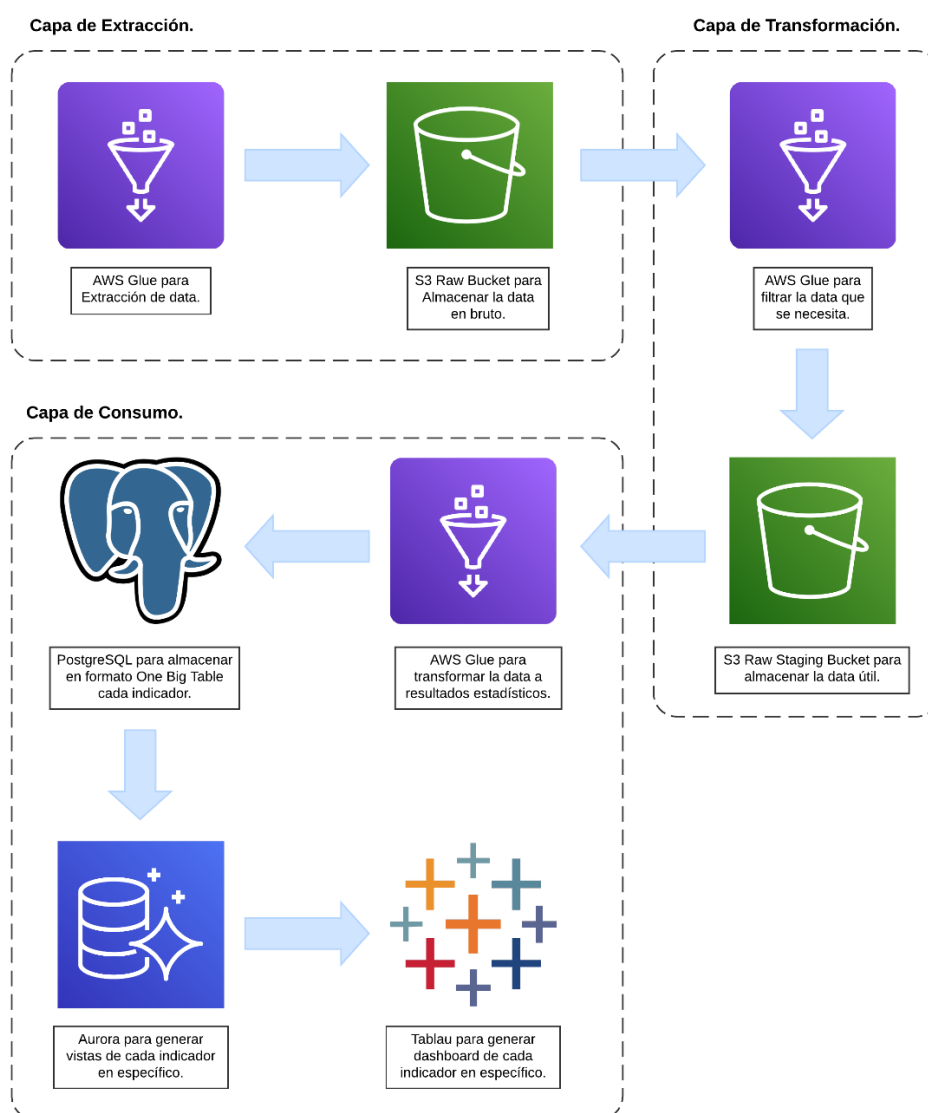 Capa de Extracción.
Capa de Transformación.
AWS Glue para
Extracción de data.
S3 Raw Bucket para
Almacenar la data
en bruto.
AWS Glue para
filtrar la data que
se necesita.
Capa de Consumo.
PostgreSQL para almacenar
en formato One Big Table
cada indicador.
AWS Glue para
transformar la data a
resultados estadísticos.
S3 Raw Staging Bucket para
almacenar la data útil.
Aurora para generar
vistas de cada indicador
en específico.
Tablau para generar
dashboard de cada
indicador en específico.